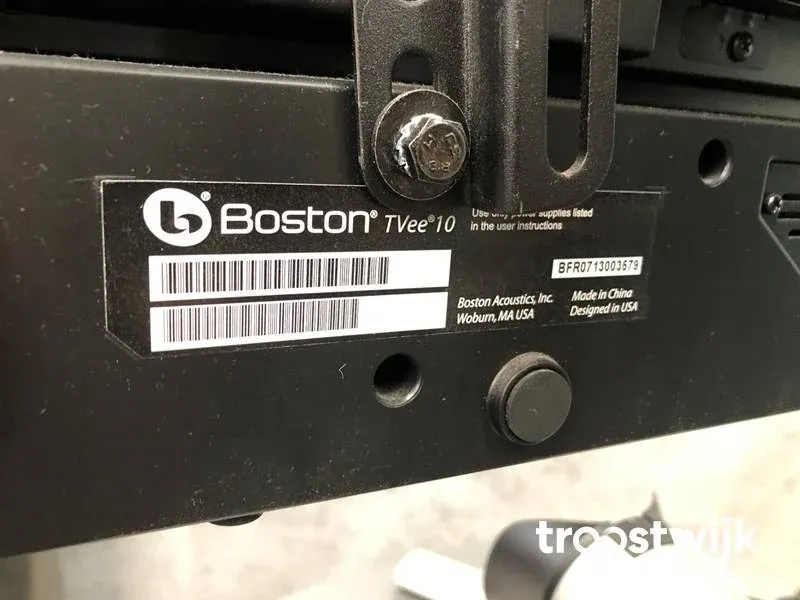 b® Boston® TVee®10
Use only power supplies listed
in the user instructions
BFR0713003579
Boston Acoustics, Inc.
Woburn, MA USA
Made in China
Designed in USA
troostwijk